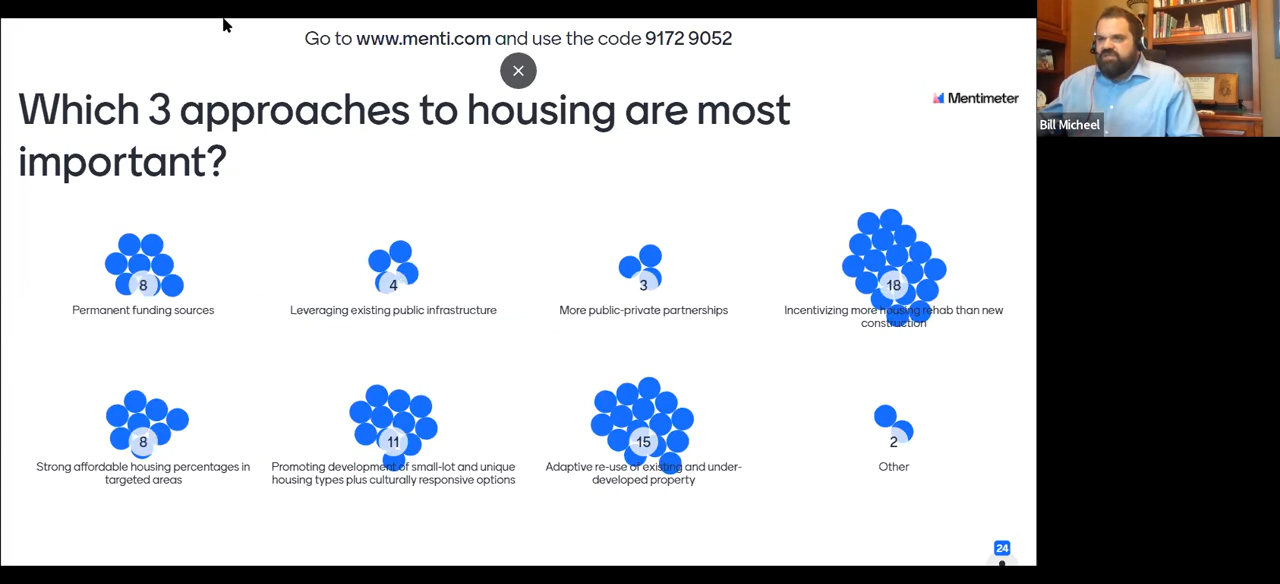 Go to www.menti.com and use the code 9172 9052
Which 3 approaches to housing are most
important?
Mentimeter
Bill Micheel
8
Permanent funding sources
4
Leveraging existing public infrastructure
3
More public-private partnerships
18
Incentivizing more housing rehab than new
construction
8
Strong affordable housing percentages in
targeted areas
11
Promoting development of small-lot and unique
housing types plus culturally responsive options
15
Adaptive re-use of existing and under-
developed property
2
Other
24